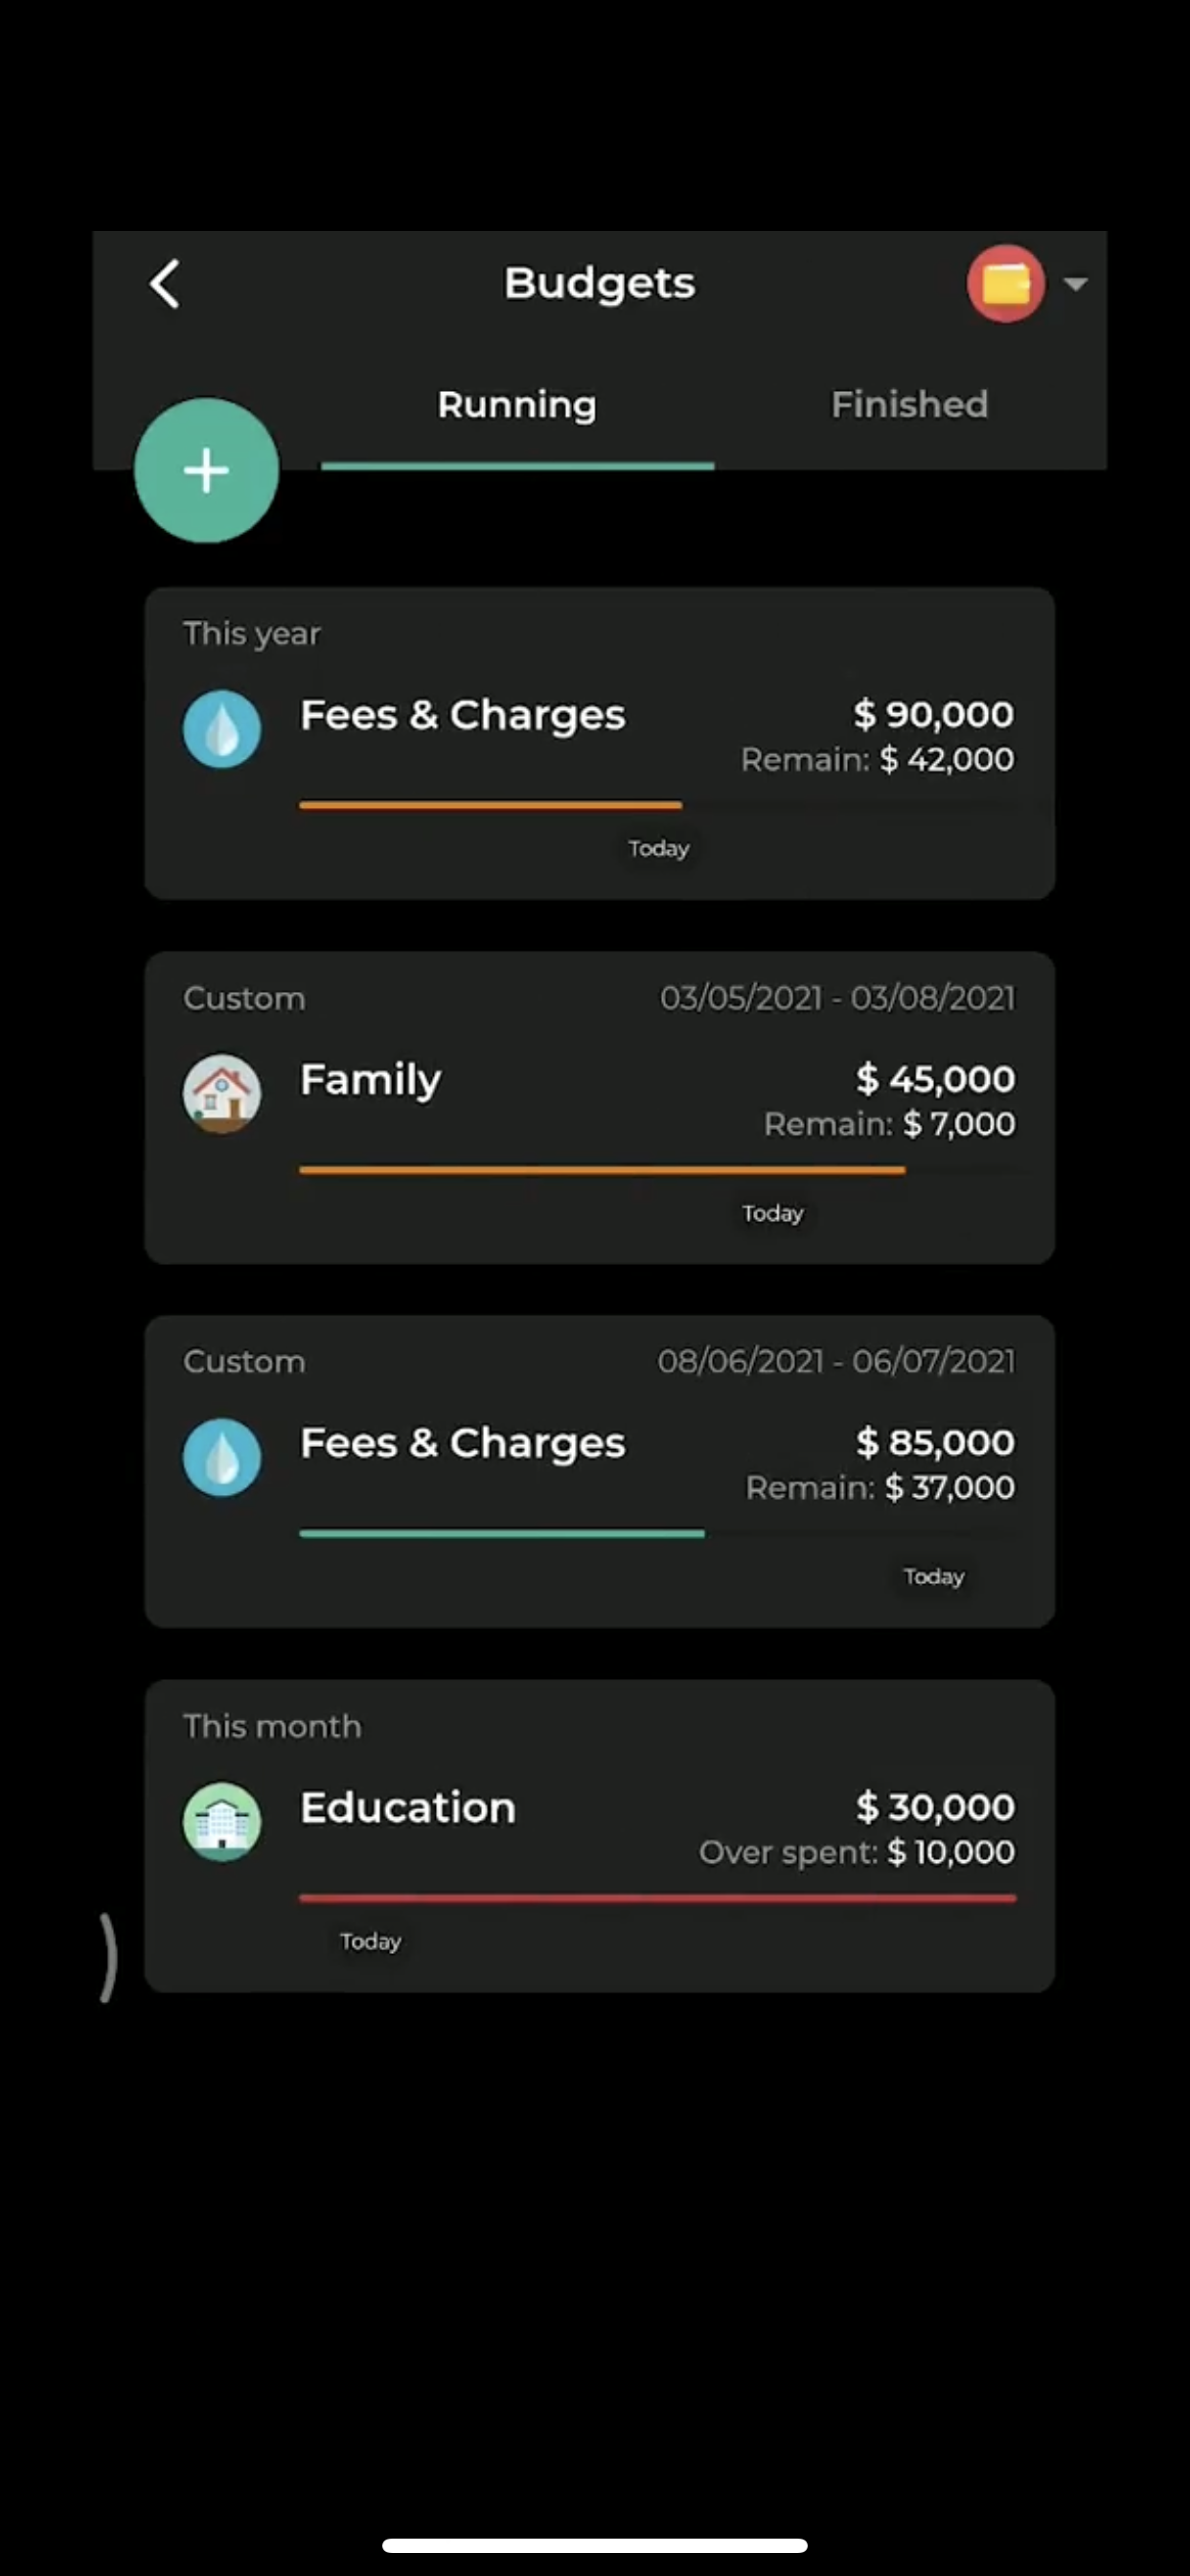 Budgets
Running Finished
+
This year
Fees & Charges $ 90,000
Remain: $ 42,000
Today
Custom 03/05/2021 - 03/08/2021
Family $ 45,000
Remain: $ 7,000
Today
Custom 08/06/2021 - 06/07/2021
Fees & Charges $ 85,000
Remain: $ 37,000
Today
This month
Education $ 30,000
Over spent: $ 10,000
Today